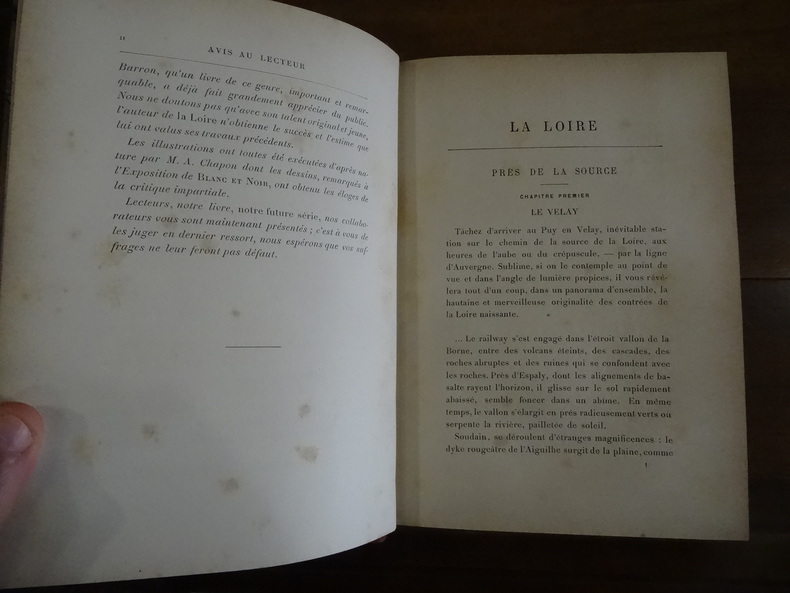 IV
AVIS AU LECTEUR
Barron, qu'un livre de ce genre, important et remar-
quable, a déjà fait grandement apprécier du public.
Nous ne doutons pas qu'avec son talent original et jeune,
l'auteur de la Loire n'obtienne le succès et l'estime que
lui ont valus ses travaux précédents.
Les illustrations ont toutes été exécutées d'après na-
ture par M. A. Chapon dont les dessins, remarqués à
l'Exposition de BLANC ET NOIR, ont obtenu les éloges de
la critique impartiale.
Lecteurs, notre livre, notre future série, nos collabo-
rateurs vous sont maintenant présentés ; c'est à vous de
les juger en dernier ressort, nous espérons que vos suf-
frages ne leur feront pas défaut.
LA LOIRE
PRÈS DE LA SOURCE
CHAPITRE PREMIER
LE VELAY
Tâchez d'arriver au Puy en Velay, inévitable sta-
tion sur le chemin de la source de la Loire, aux
heures de l'aube ou du crépuscule, — par la ligne
d'Auvergne. Sublime, si on le contemple au point de
vue et dans l'angle de lumière propices, il vous révé-
lera tout d'un coup, dans un panorama d'ensemble, la
hautaine et merveilleuse originalité des contrées de
la Loire naissante.
... Le railway s'est engagé dans l'étroit vallon de la
Borne, entre des volcans éteints, des cascades, des
roches abruptes et des ruines qui se confondent avec
les roches. Près d'Espaly, dont les alignements de ba-
salte rayent l'horizon, il glisse sur le sol rapidement
abaissé, semble foncer dans un abîme. En même
temps, le vallon s'élargit en prés radieusement verts où
serpente la rivière, pailletée de soleil.
Soudain, se déroulent d'étranges magnificences : le
dyke rougeâtre de l'Aiguilhe surgit de la plaine, comme
1